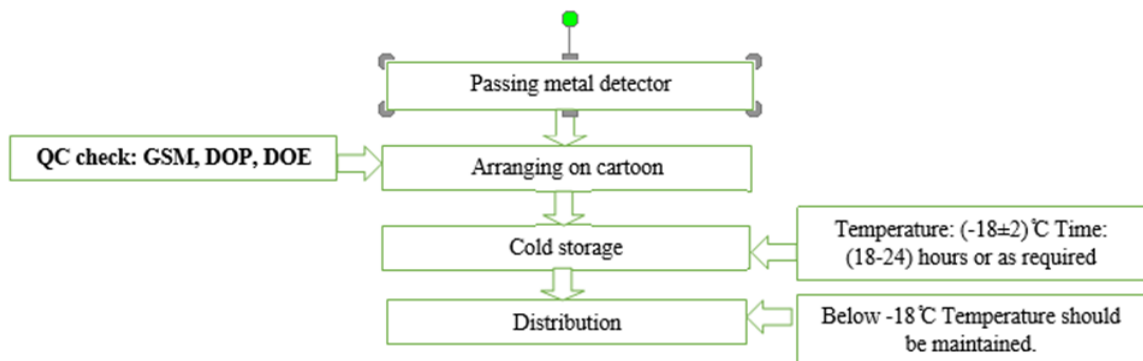 Passing metal detector
QC check: GSM, DOP, DOE
Arranging on cartoon
Cold storage
Temperature: (-18±2)℃ Time:
(18-24) hours or as required
Distribution
Below -18℃ Temperature should
be maintained.